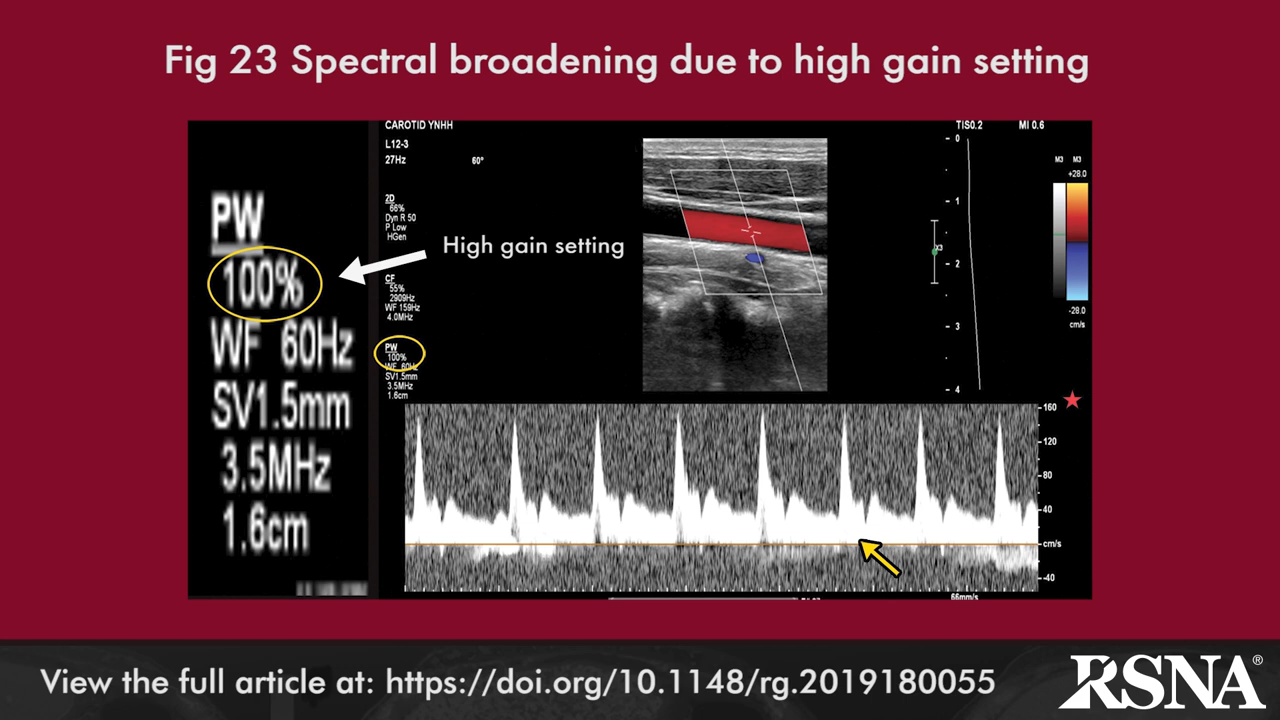 Fig 23 Spectral broadening due to high gain setting
CAROTID YNHH
TIS0.2 MI 0.6
L12-3
27Hz
60°
2D
66%
Dyn R 50
P Low
HGen
CF
55%
2909Hz
WF 159Hz
4.0MHz
PW
100%
WF 60Hz
SV1.5mm
3.5MHz
1.6cm
PW
100%
WF 60Hz
SV1.5mm
3.5MHz
1.6cm
High gain setting
0
1
2
3
4
x3
M3 M3
+28.0
-28.0
cm/s
160
120
80
40
cm/s
-40
66mm/s
View the full article at: https://doi.org/10.1148/rg.2019180055
RSNA®